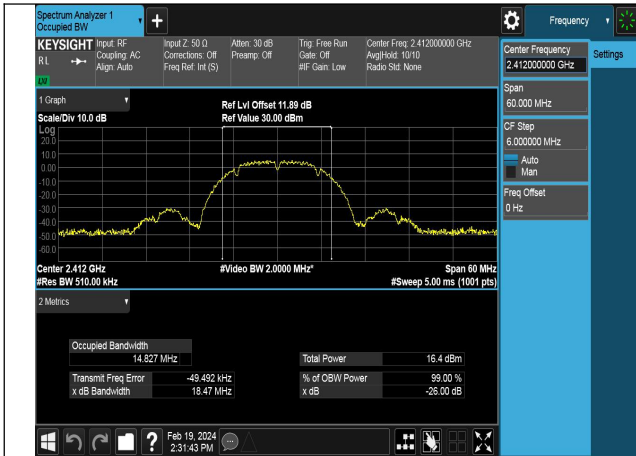 Spectrum Analyzer 1
Occupied BW
Frequency
KEYSIGHT
RL
Input: RF
Coupling: AC
Align: Auto
Input Z: 50 Ω
Corrections: Off
Freq Ref: Int (S)
Atten: 30 dB
Preamp: Off
Trig: Free Run
Gate: Off
#IF Gain: Low
Center Freq: 2.412000000 GHz
Avg|Hold: 10/10
Radio Std: None
Center Frequency
2.412000000 GHz
Settings
Span
60.000 MHz
CF Step
6.000000 MHz
Auto
Man
Freq Offset
0 Hz
1 Graph
Scale/Div 10.0 dB
Ref Lvl Offset 11.89 dB
Ref Value 30.00 dBm
Log
20.0
10.0
0.00
-10.0
-20.0
-30.0
-40.0
-50.0
-60.0
Center 2.412 GHz
#Video BW 2.0000 MHz*
Span 60 MHz
#Res BW 510.00 kHz
#Sweep 5.00 ms (1001 pts)
2 Metrics
Occupied Bandwidth
14.827 MHz
Total Power 16.4 dBm
Transmit Freq Error -49.492 kHz
% of OBW Power 99.00 %
x dB Bandwidth 18.47 MHz
x dB -26.00 dB
?
Feb 19, 2024
2:31:43 PM